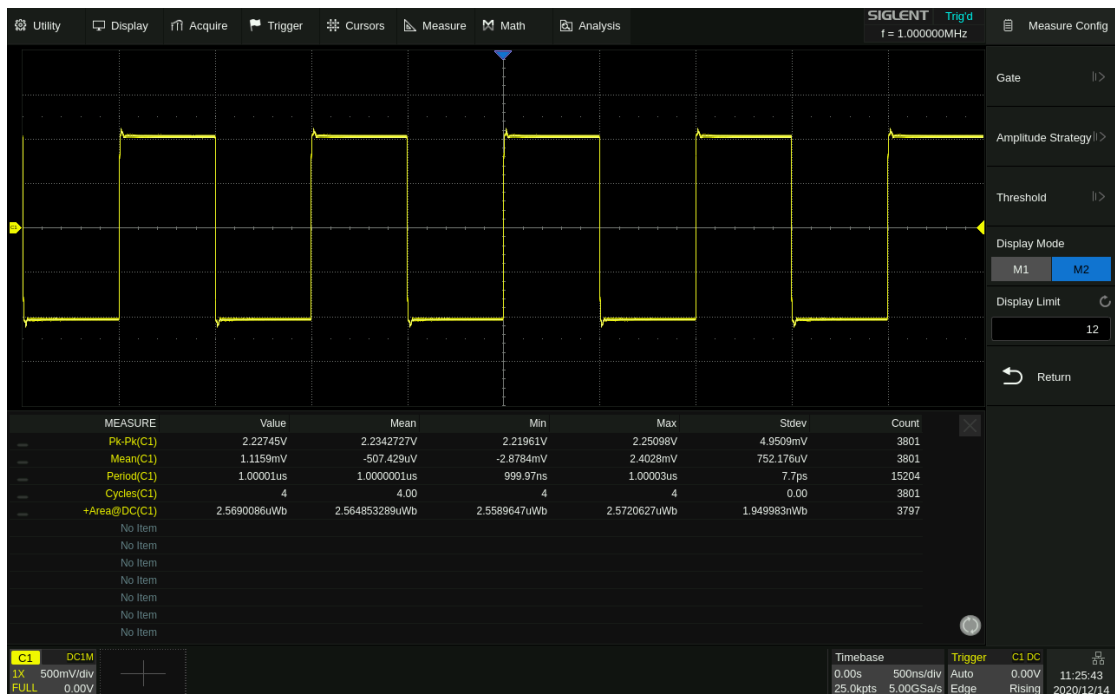 Utility Display Acquire Trigger Cursors Measure Math Analysis SIGLENT Trig'd Measure Config
f = 1.000000MHz
Gate
Amplitude Strategy
Threshold
Display Mode
M1 M2
Display Limit
12
Return
C1
MEASURE Value Mean Min Max Stdev Count
Pk-Pk(C1) 2.22745V 2.2342727V 2.21961V 2.25098V 4.9509mV 3801
Mean(C1) 1.1159mV -507.429uV -2.8784mV 2.4028mV 752.176uV 3801
Period(C1) 1.00001us 1.0000001us 999.97ns 1.00003us 7.7ps 15204
Cycles(C1) 4 4.00 4 4 0.00 3801
+Area@DC(C1) 2.5690086uWb 2.564853289uWb 2.5589647uWb 2.5720627uWb 1.949983nWb 3797
No Item
No Item
No Item
No Item
No Item
No Item
No Item
C1 DC1M Timebase Trigger C1 DC
1X 500mV/div 0.00s 500ns/div Auto 0.00V 11:25:43
FULL 0.00V 25.0kpts 5.00GSa/s Edge Rising 2020/12/14